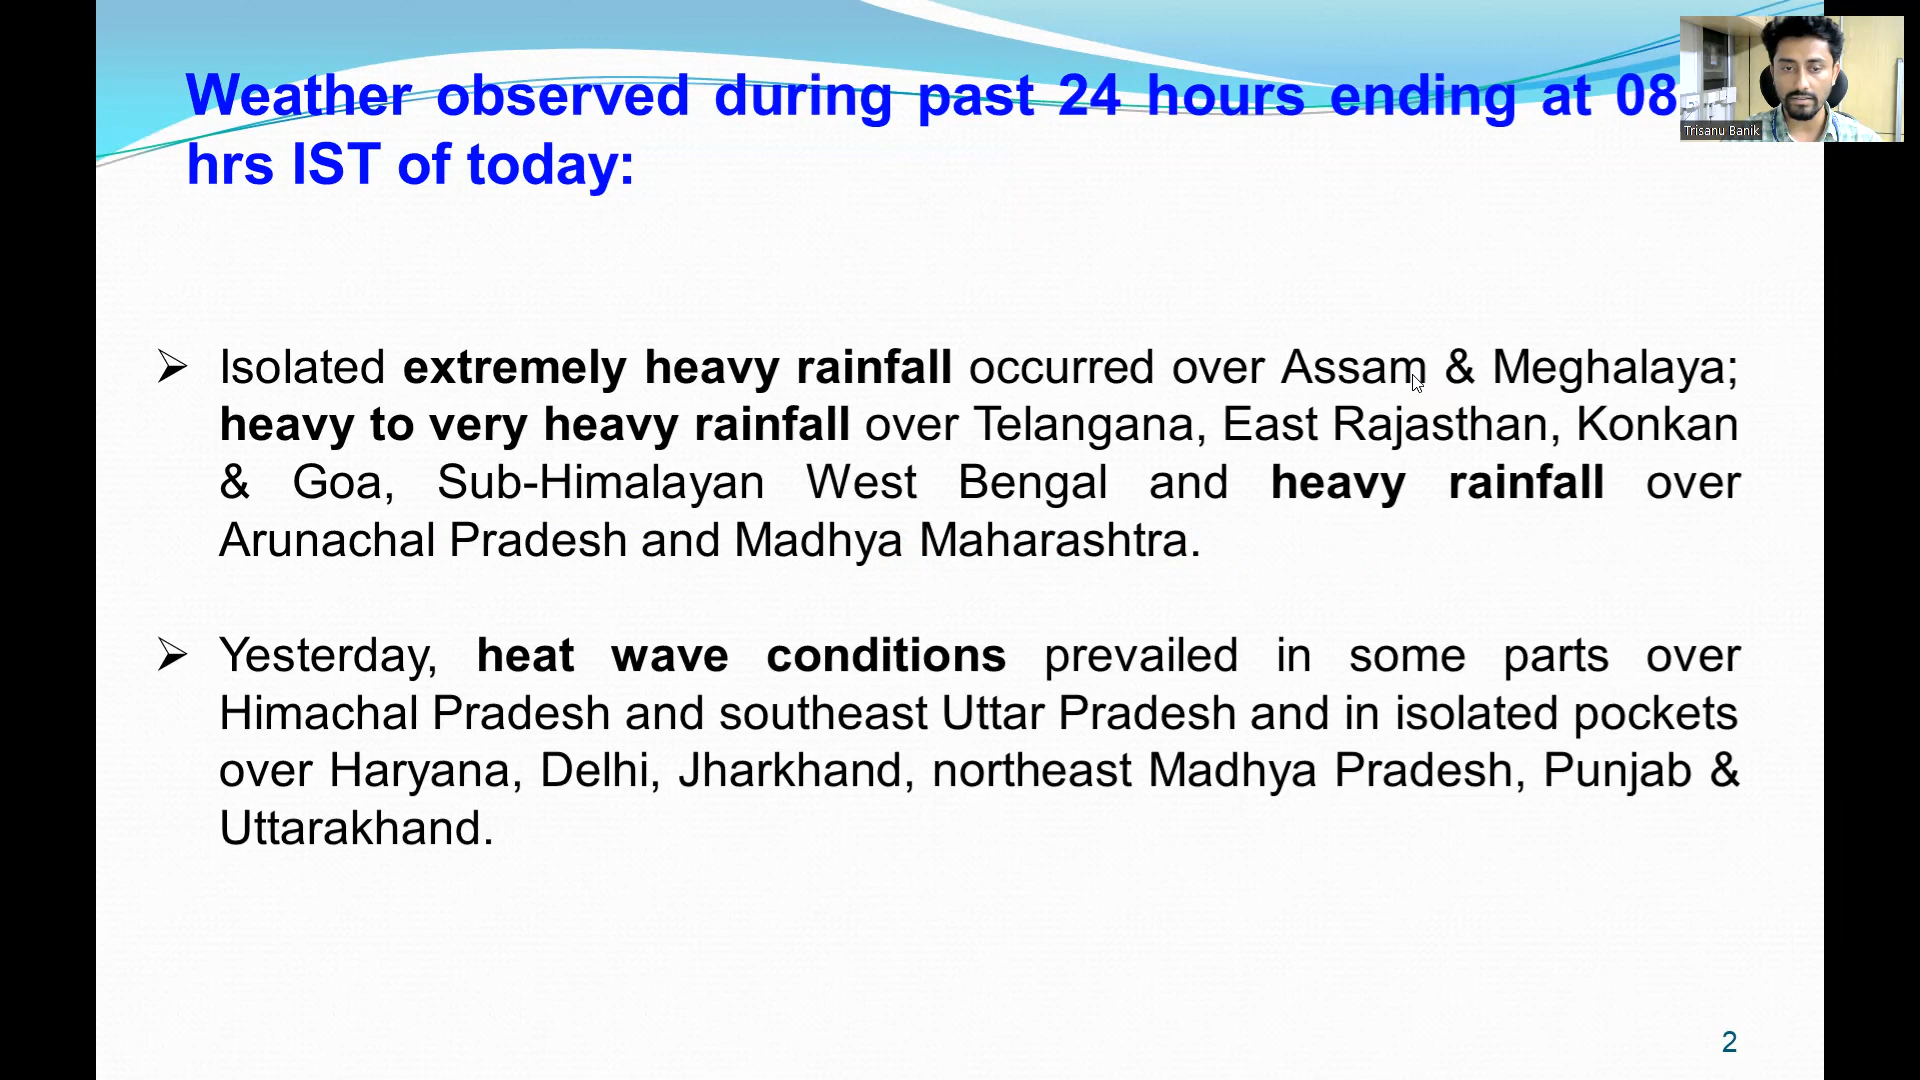 Weather observed during past 24 hours ending at 08
hrs IST of today:
Trisanu Banik
➢ Isolated extremely heavy rainfall occurred over Assam & Meghalaya;
heavy to very heavy rainfall over Telangana, East Rajasthan, Konkan
& Goa, Sub-Himalayan West Bengal and heavy rainfall over
Arunachal Pradesh and Madhya Maharashtra.
➢ Yesterday, heat wave conditions prevailed in some parts over
Himachal Pradesh and southeast Uttar Pradesh and in isolated pockets
over Haryana, Delhi, Jharkhand, northeast Madhya Pradesh, Punjab &
Uttarakhand.
2